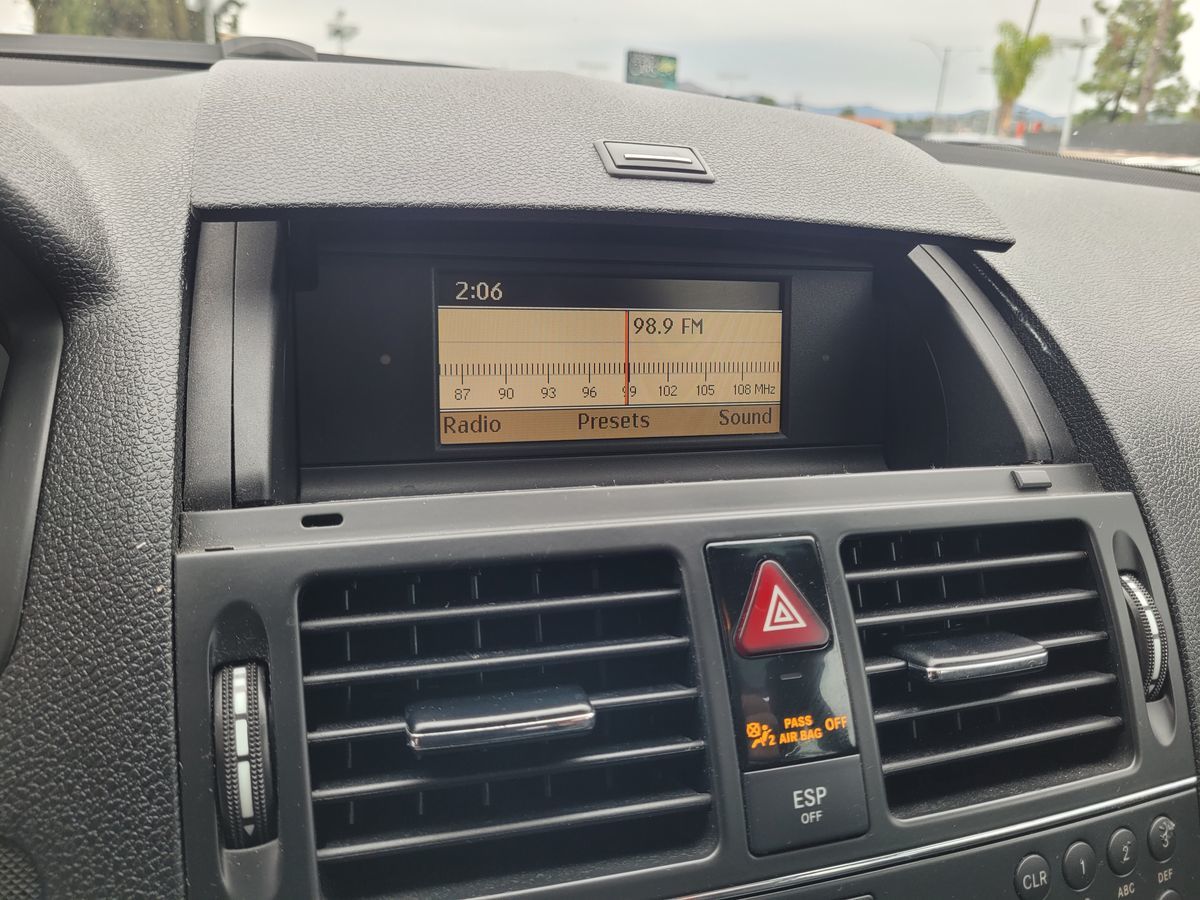 2:06
98.9 FM
87 90 93 96 99 102 105 108 MHz
Radio Presets Sound
PASS
2 AIR BAG OFF
ESP
OFF
CLR 1 2 3
ABC DEF